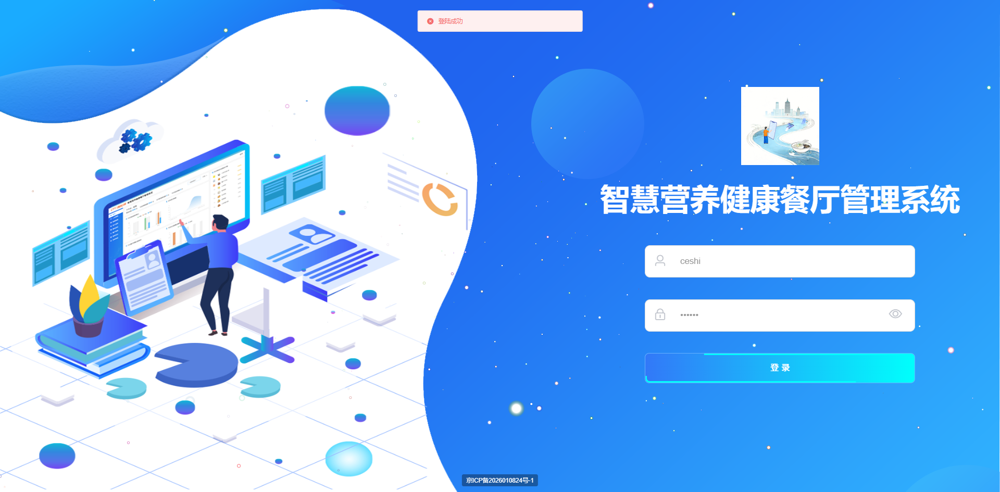 登陆成功
智慧营养健康餐厅管理系统
ceshi
••••••
登 录
京ICP备2026010824号-1